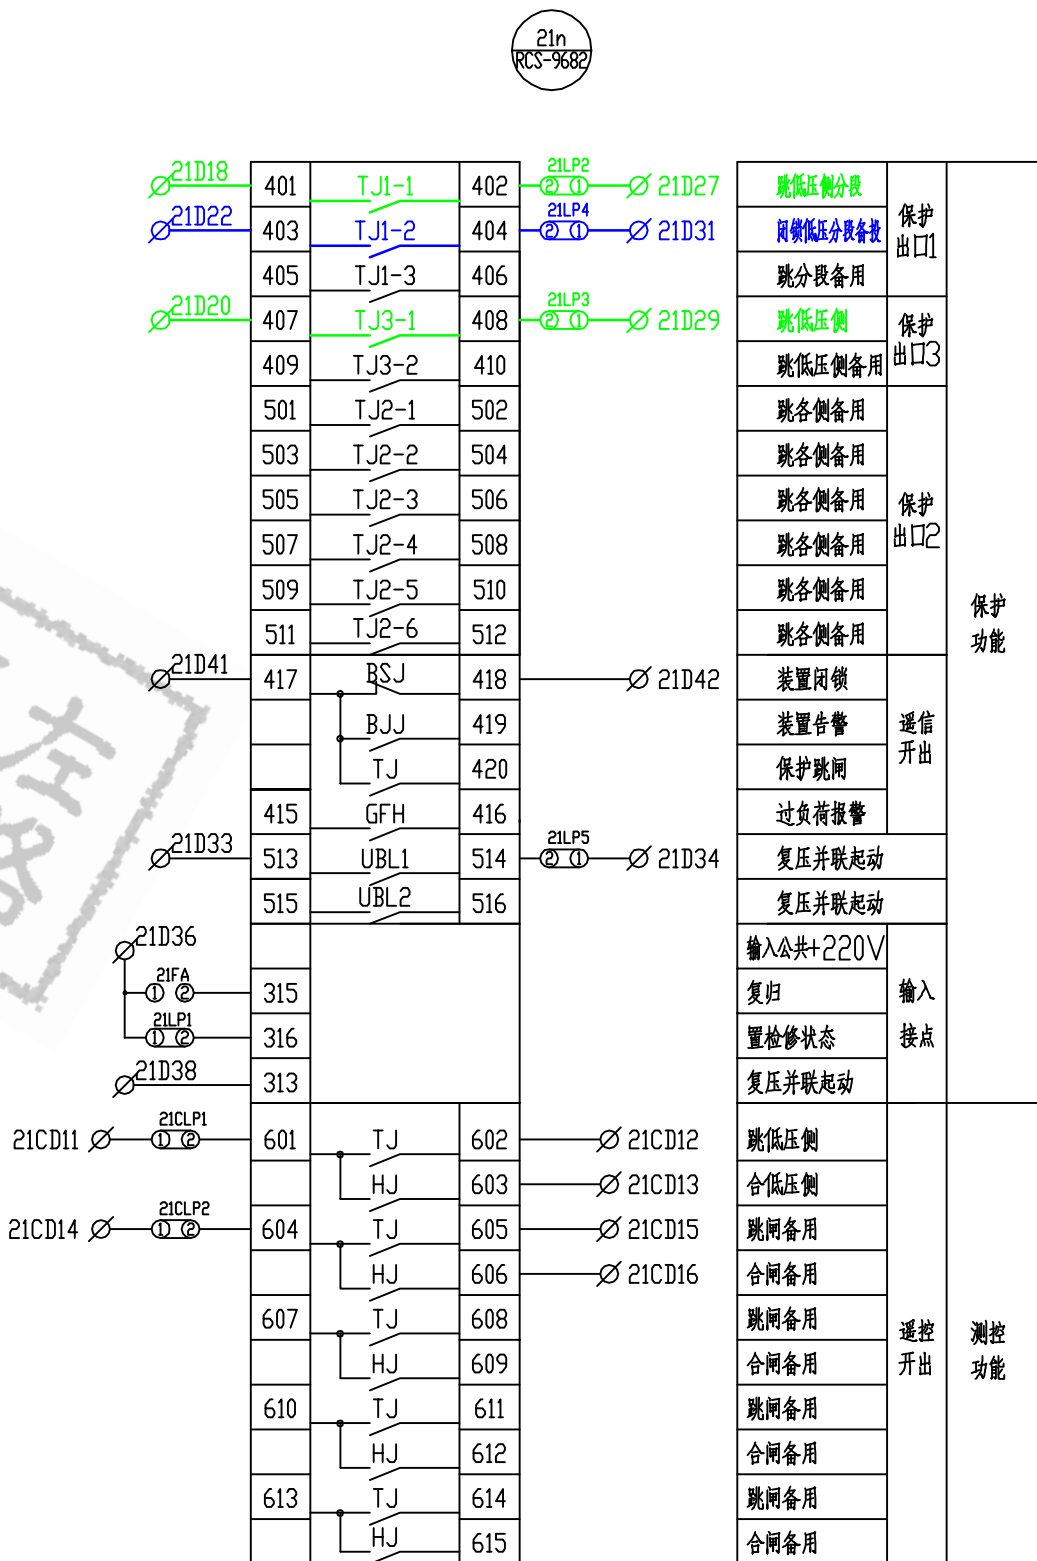 21n
RCS-9682
21D18 401 TJ1-1 402 21LP2 2 1 21D27 跳低压侧分段
21D22 403 TJ1-2 404 21LP4 2 1 21D31 闭锁低压分段备投
保护
出口1
405 TJ1-3 406 跳分段备用
21D20 407 TJ3-1 408 21LP3 2 1 21D29 跳低压侧
409 TJ3-2 410 跳低压侧备用
保护
出口3
501 TJ2-1 502 跳各侧备用
503 TJ2-2 504 跳各侧备用
505 TJ2-3 506 跳各侧备用
507 TJ2-4 508 跳各侧备用
509 TJ2-5 510 跳各侧备用
511 TJ2-6 512 跳各侧备用
保护
出口2
保护
功能
21D41 417 BSJ 418 21D42 装置闭锁
BJJ 419 装置告警
TJ 420 保护跳闸
415 GFH 416 过负荷报警
遥信
开出
21D33 513 UBL1 514 21LP5 2 1 21D34 复压并联起动
515 UBL2 516 复压并联起动
21D36 输入公共+220V
21FA 1 2 315 复归
21LP1 1 2 316 置检修状态
21D38 313 复压并联起动
输入
接点
21CD11 21CLP1 1 2 601 TJ 602 21CD12 跳低压侧
HJ 603 21CD13 合低压侧
21CD14 21CLP2 1 2 604 TJ 605 21CD15 跳闸备用
HJ 606 21CD16 合闸备用
607 TJ 608 跳闸备用
HJ 609 合闸备用
610 TJ 611 跳闸备用
HJ 612 合闸备用
613 TJ 614 跳闸备用
HJ 615 合闸备用
遥控
开出
测控
功能